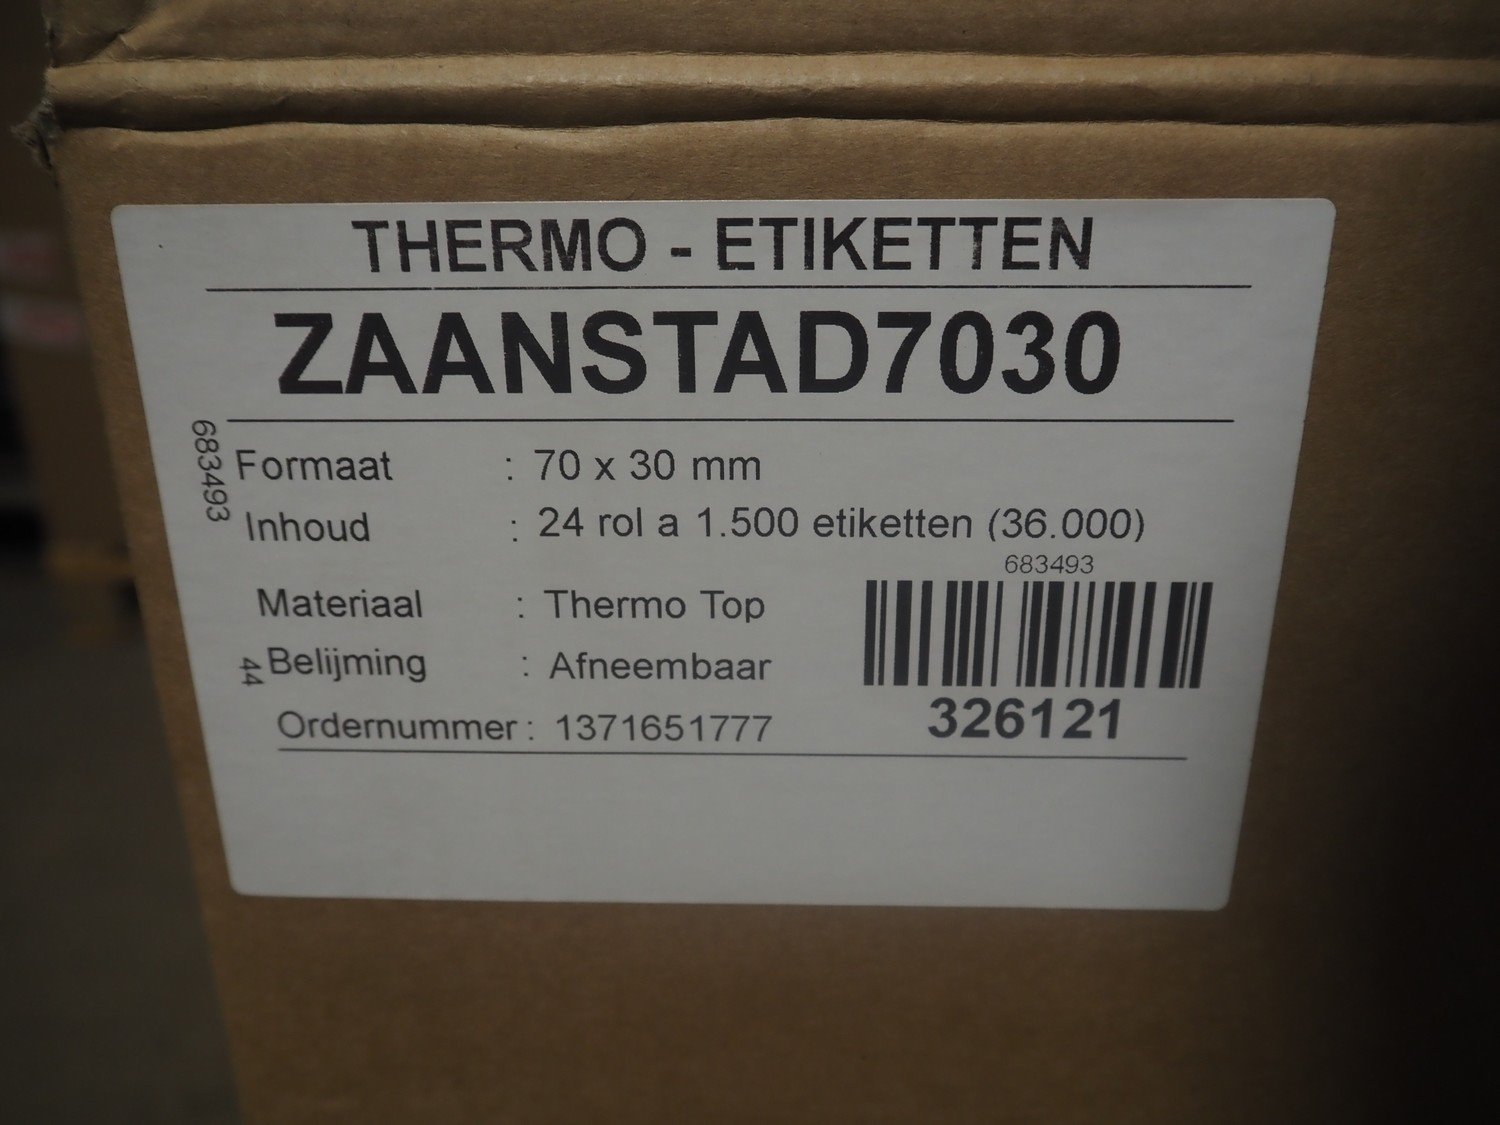 THERMO - ETIKETTEN
ZAANSTAD7030
683493
Formaat : 70 x 30 mm
Inhoud : 24 rol a 1.500 etiketten (36.000)
683493
Materiaal : Thermo Top
44
Belijming : Afneembaar
Ordernummer : 1371651777
326121